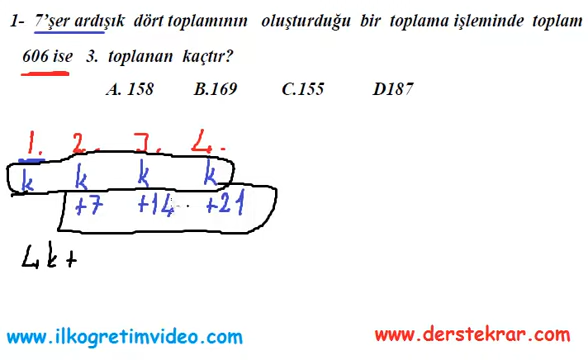 1- 7'şer ardışık dört toplamının oluşturduğu bir toplama işleminde toplam
606 ise 3. toplanan kaçtır?
A. 158 B.169 C.155 D187
1. 2. 3. 4.
k k k k
+7 +14 +21
4k+
www.ilkogretimvideo.com www.derstekrar.com